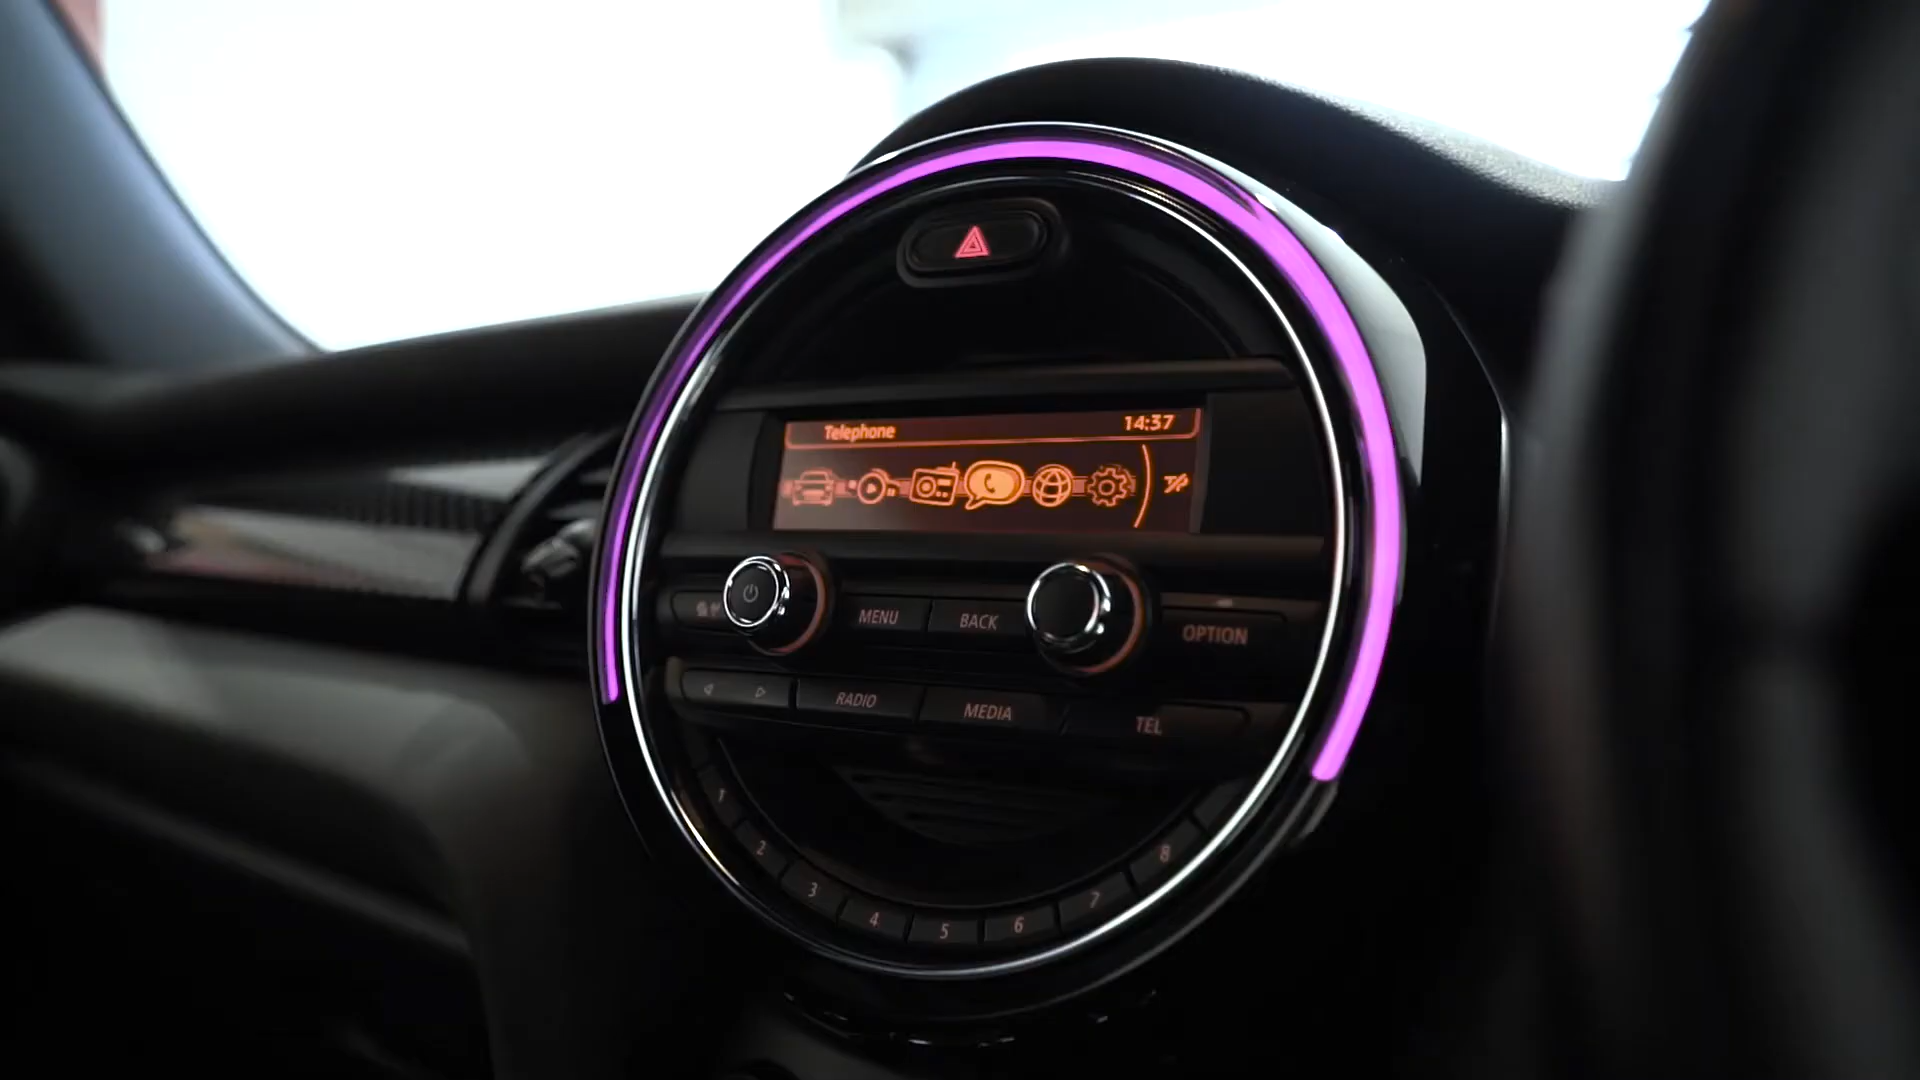 Telephone 14:37
MENU BACK OPTION
RADIO MEDIA TEL
1 2 3 4 5 6 7 8